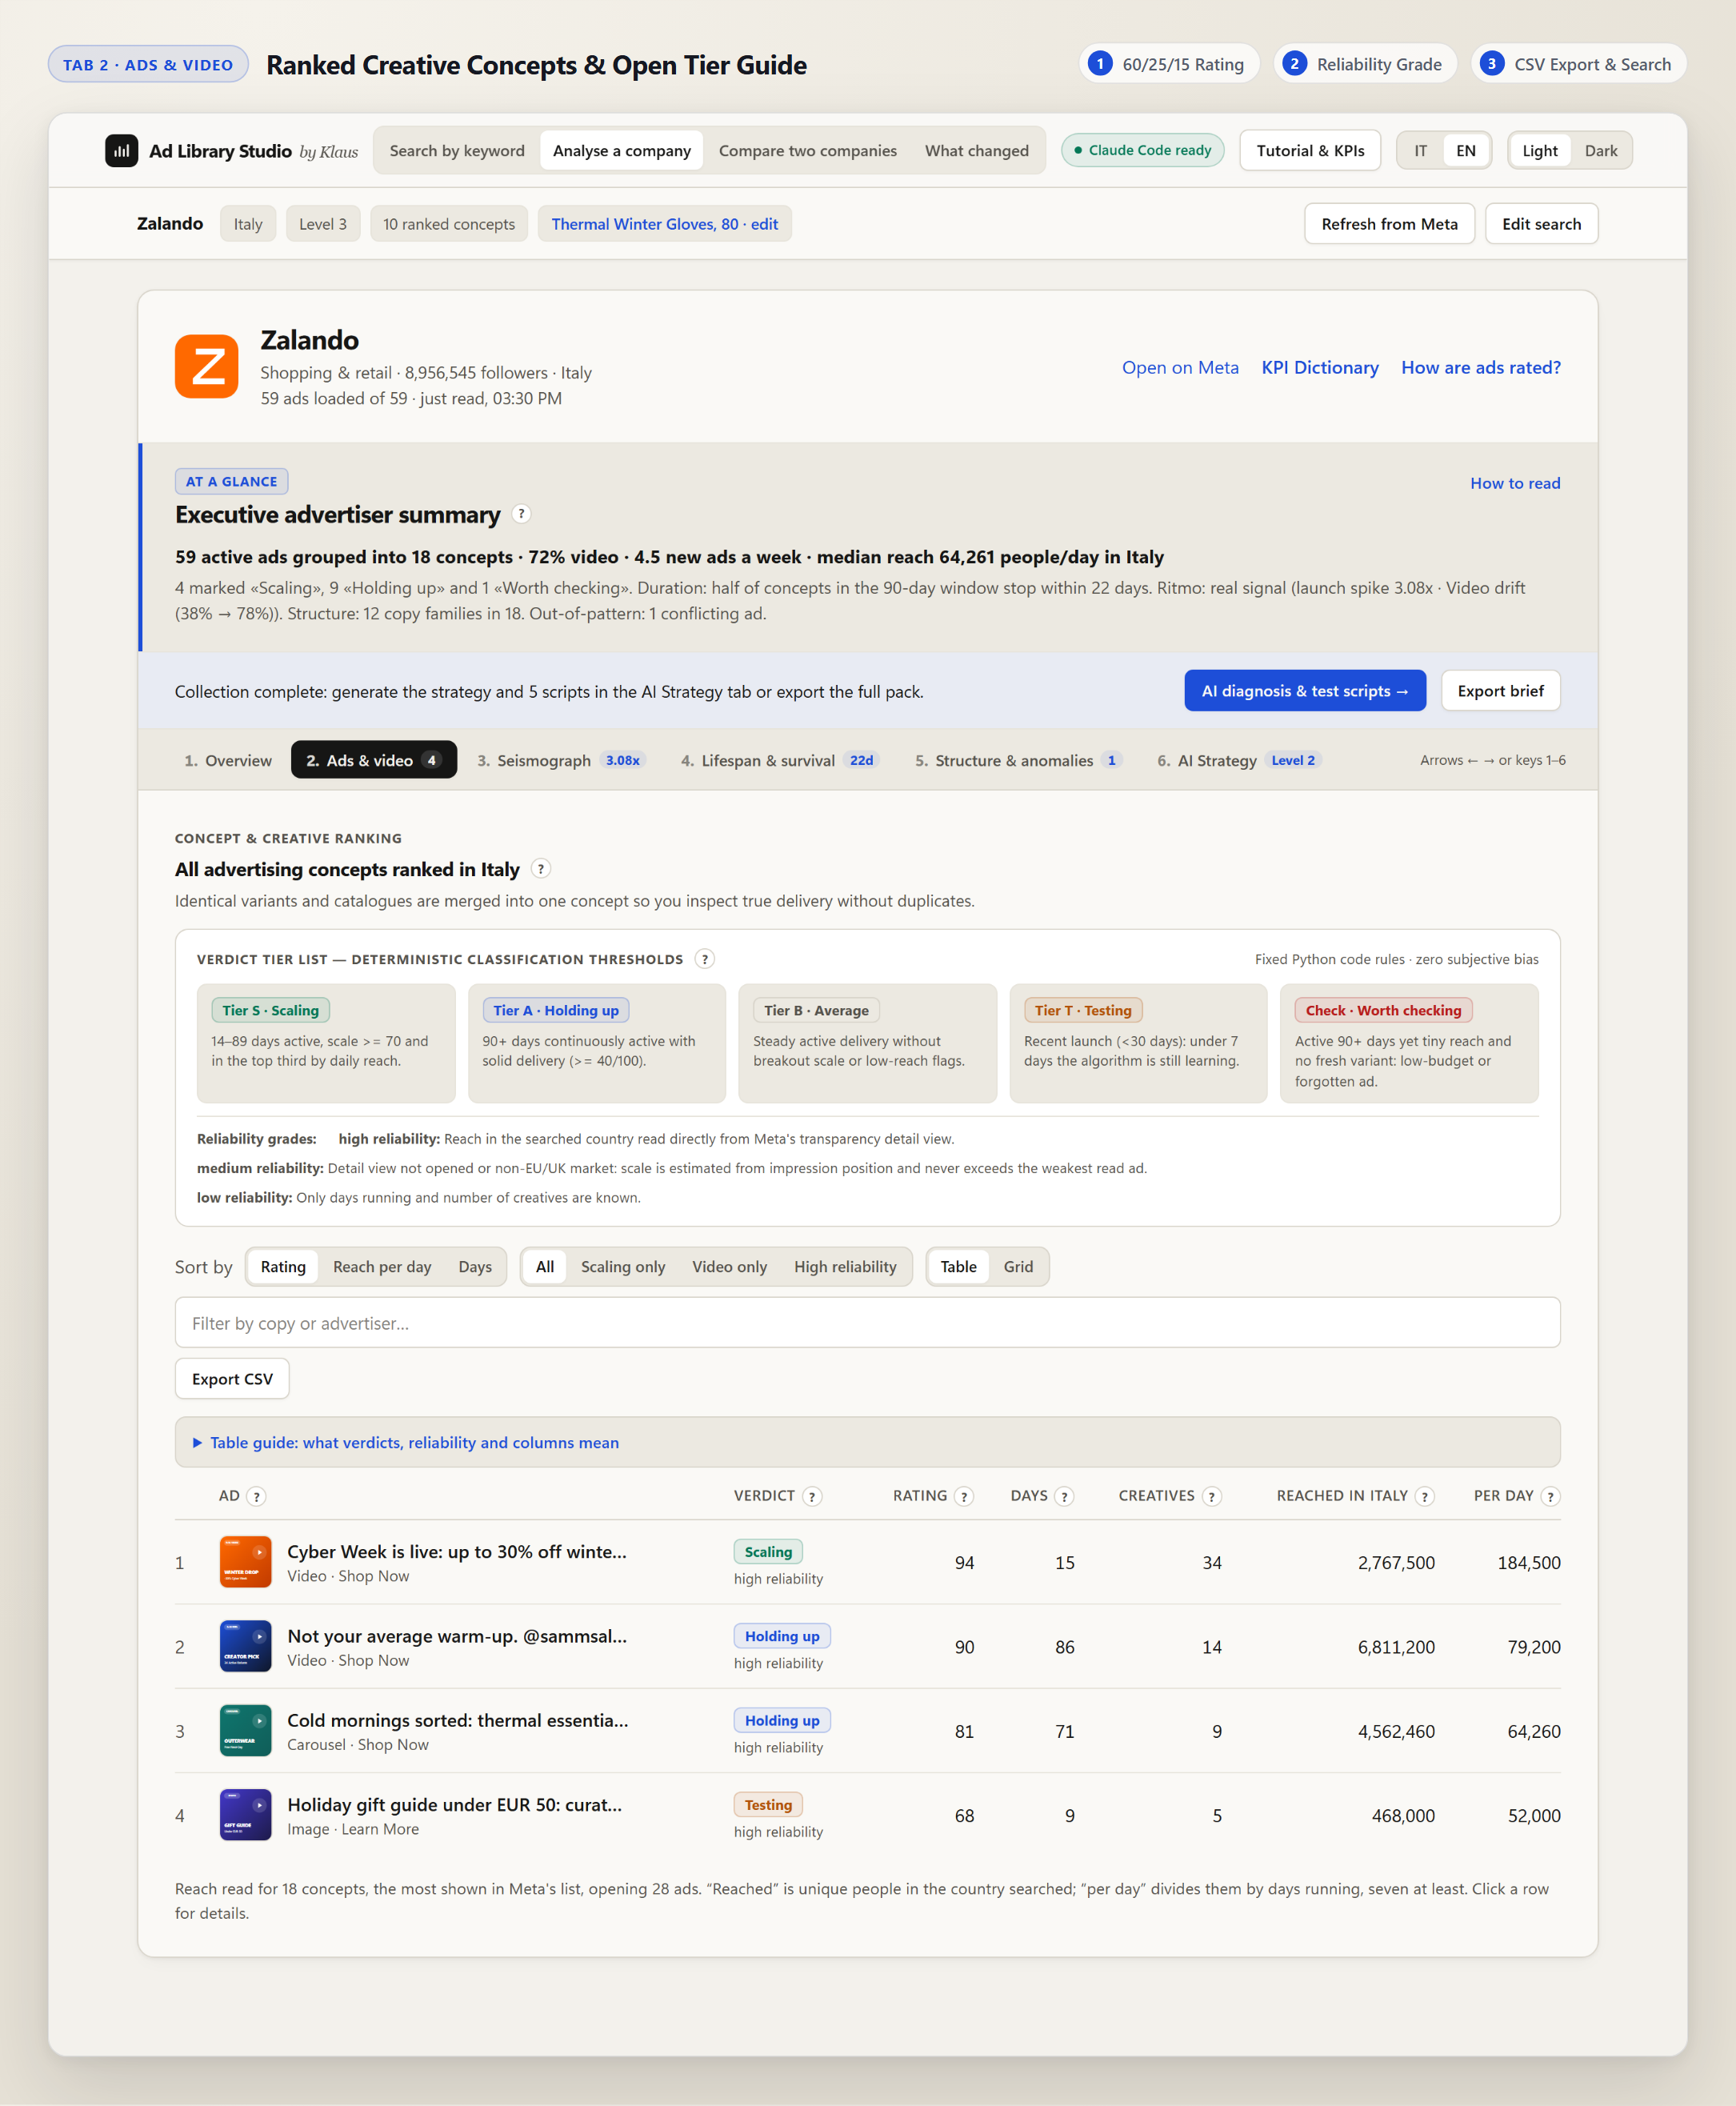 TAB 2 · ADS & VIDEO
Ranked Creative Concepts & Open Tier Guide
1 60/25/15 Rating
2 Reliability Grade
3 CSV Export & Search
Ad Library Studio by Klaus
Search by keyword
Analyse a company
Compare two companies
What changed
Claude Code ready
Tutorial & KPIs
IT EN
Light Dark
Zalando
Italy
Level 3
10 ranked concepts
Thermal Winter Gloves, 80 · edit
Refresh from Meta
Edit search
Z
Zalando
Shopping & retail · 8,956,545 followers · Italy
59 ads loaded of 59 · just read, 03:30 PM
Open on Meta
KPI Dictionary
How are ads rated?
AT A GLANCE
How to read
Executive advertiser summary ?
59 active ads grouped into 18 concepts · 72% video · 4.5 new ads a week · median reach 64,261 people/day in Italy
4 marked «Scaling», 9 «Holding up» and 1 «Worth checking». Duration: half of concepts in the 90-day window stop within 22 days. Ritmo: real signal (launch spike 3.08x · Video drift
(38% → 78%)). Structure: 12 copy families in 18. Out-of-pattern: 1 conflicting ad.
Collection complete: generate the strategy and 5 scripts in the AI Strategy tab or export the full pack.
AI diagnosis & test scripts →
Export brief
1. Overview
2. Ads & video 4
3. Seismograph 3.08x
4. Lifespan & survival 22d
5. Structure & anomalies 1
6. AI Strategy Level 2
Arrows ← → or keys 1–6
CONCEPT & CREATIVE RANKING
All advertising concepts ranked in Italy ?
Identical variants and catalogues are merged into one concept so you inspect true delivery without duplicates.
VERDICT TIER LIST — DETERMINISTIC CLASSIFICATION THRESHOLDS ?
Fixed Python code rules · zero subjective bias
Tier S · Scaling
14–89 days active, scale >= 70 and
in the top third by daily reach.
Tier A · Holding up
90+ days continuously active with
solid delivery (>= 40/100).
Tier B · Average
Steady active delivery without
breakout scale or low-reach flags.
Tier T · Testing
Recent launch (<30 days): under 7
days the algorithm is still learning.
Check · Worth checking
Active 90+ days yet tiny reach and
no fresh variant: low-budget or
forgotten ad.
Reliability grades: high reliability: Reach in the searched country read directly from Meta's transparency detail view.
medium reliability: Detail view not opened or non-EU/UK market: scale is estimated from impression position and never exceeds the weakest read ad.
low reliability: Only days running and number of creatives are known.
Sort by
Rating Reach per day Days
All Scaling only Video only High reliability
Table Grid
Filter by copy or advertiser...
Export CSV
▶ Table guide: what verdicts, reliability and columns mean
AD ? VERDICT ? RATING ? DAYS ? CREATIVES ? REACHED IN ITALY ? PER DAY ?
1
WINTER DROP
Cyber Week is live: up to 30% off winte...
Video · Shop Now
Scaling
high reliability
94 15 34 2,767,500 184,500
2
CREATOR PICK
Not your average warm-up. @sammsal...
Video · Shop Now
Holding up
high reliability
90 86 14 6,811,200 79,200
3
OUTERWEAR
Cold mornings sorted: thermal essentia...
Carousel · Shop Now
Holding up
high reliability
81 71 9 4,562,460 64,260
4
GIFT GUIDE
Under EUR 50
Holiday gift guide under EUR 50: curat...
Image · Learn More
Testing
high reliability
68 9 5 468,000 52,000
Reach read for 18 concepts, the most shown in Meta's list, opening 28 ads. “Reached” is unique people in the country searched; “per day” divides them by days running, seven at least. Click a row
for details.